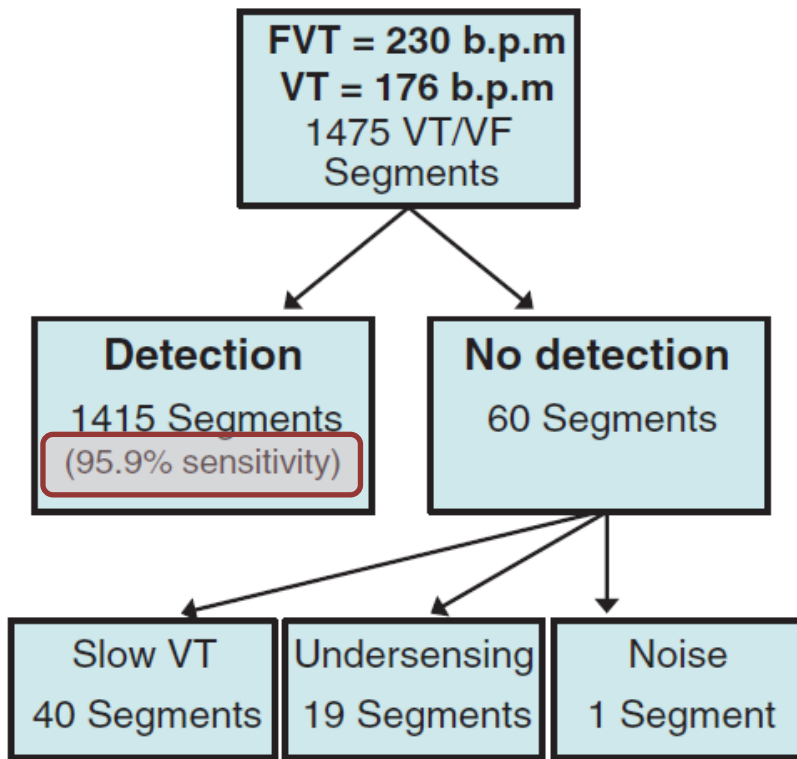 FVT = 230 b.p.m
VT = 176 b.p.m
1475 VT/VF
Segments
Detection
1415 Segments
(95.9% sensitivity)
No detection
60 Segments
Slow VT
40 Segments
Undersensing
19 Segments
Noise
1 Segment